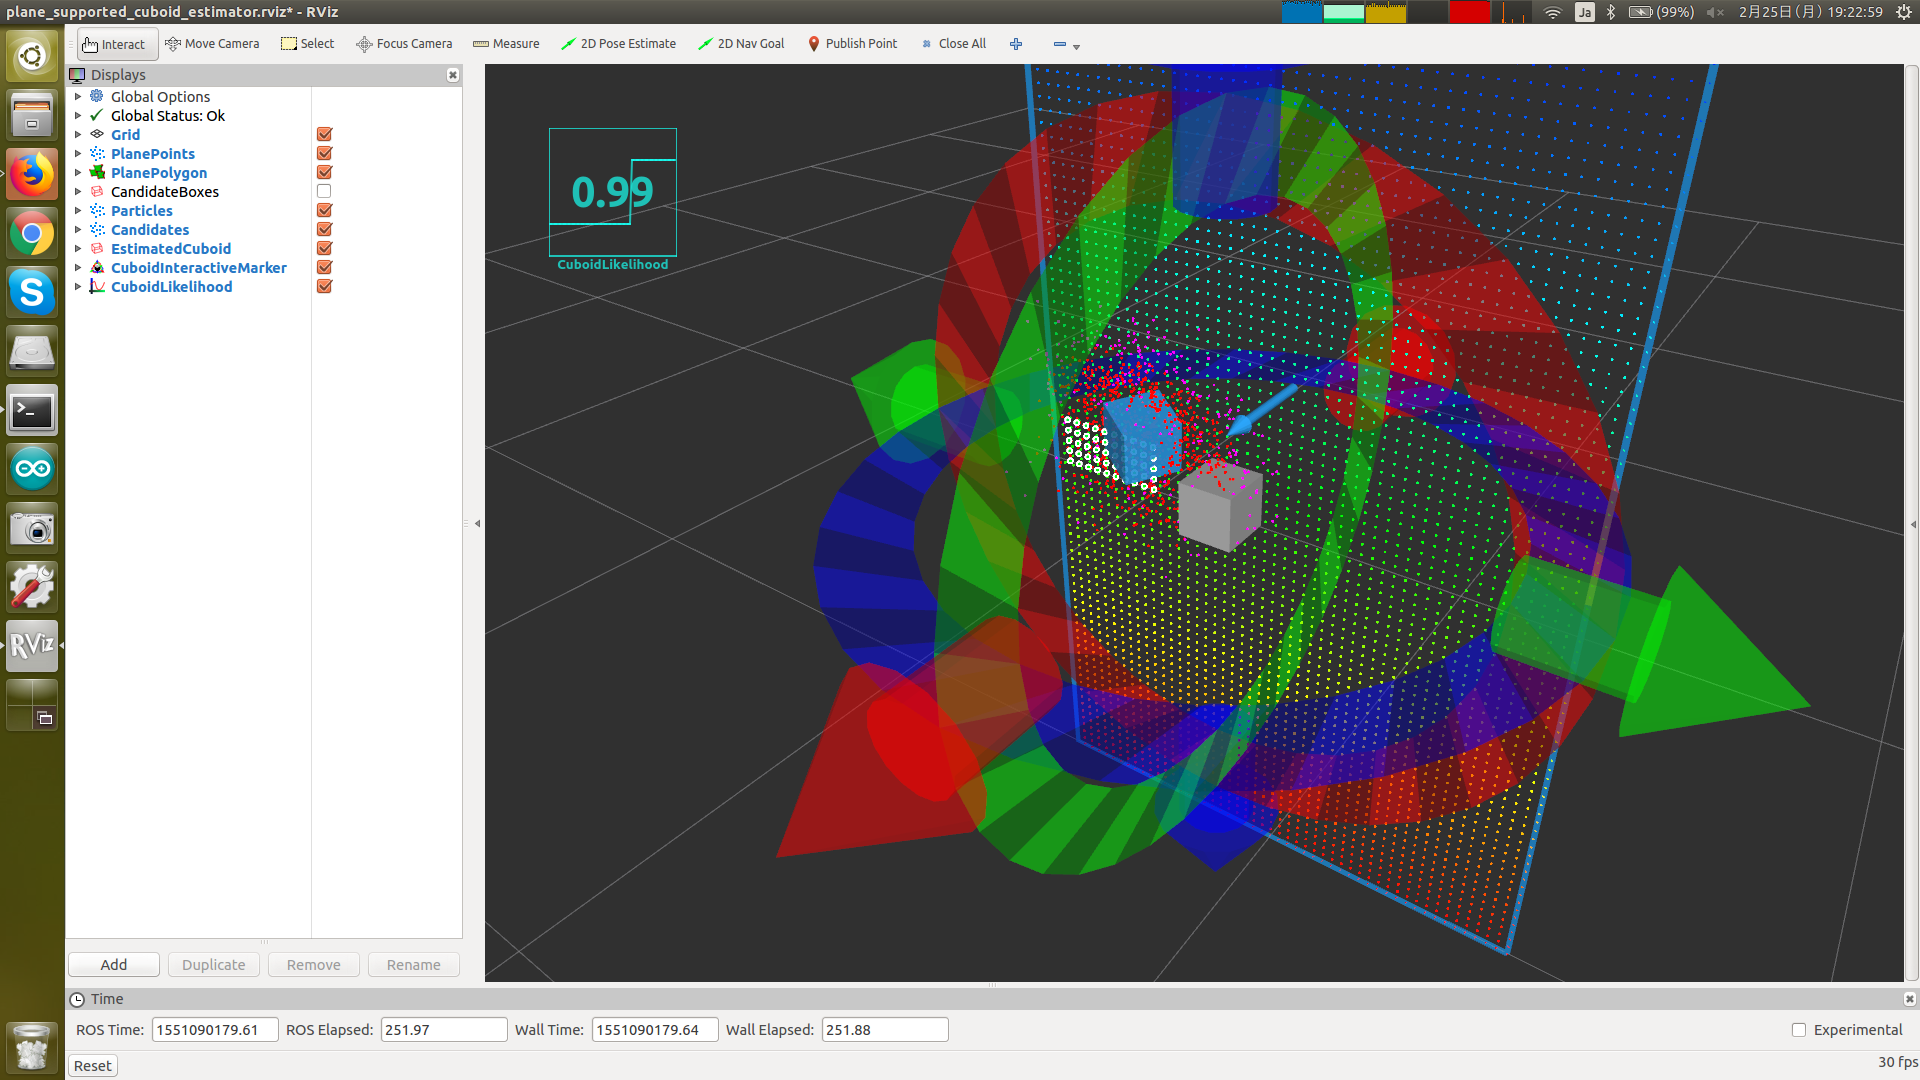 plane_supported_cuboid_estimator.rviz* - RViz
Ja (99%) 2月25日(月) 19:22:59
Interact Move Camera Select Focus Camera Measure 2D Pose Estimate 2D Nav Goal Publish Point Close All
Displays
Global Options
Global Status: Ok
Grid
PlanePoints
PlanePolygon
CandidateBoxes
Particles
Candidates
EstimatedCuboid
CuboidInteractiveMarker
CuboidLikelihood
0.99
CuboidLikelihood
RViz
Add Duplicate Remove Rename
Time
ROS Time: 1551090179.61 ROS Elapsed: 251.97 Wall Time: 1551090179.64 Wall Elapsed: 251.88 Experimental
Reset 30 fps